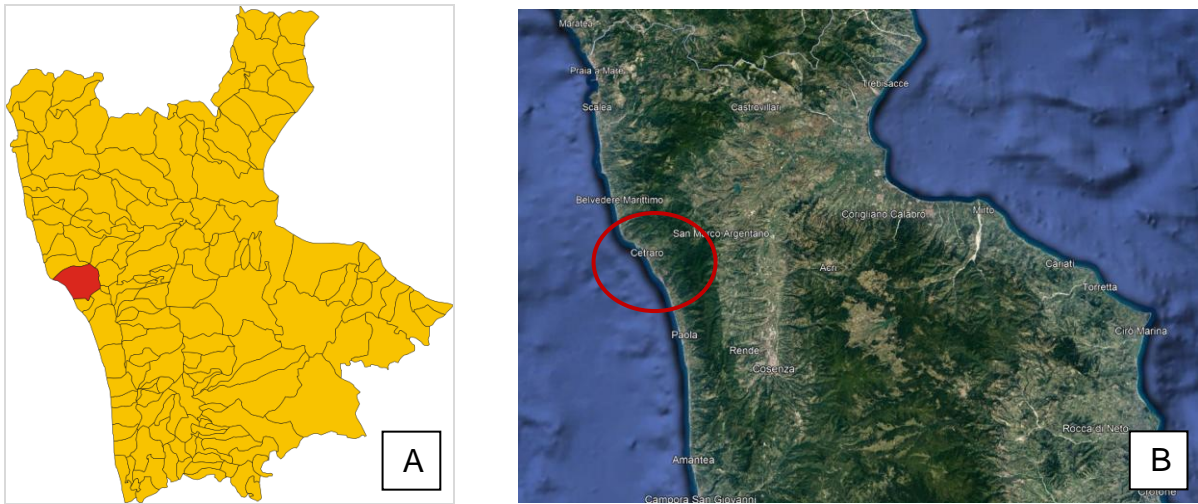 A
Maratea
Praia a Mare
Scalea
Trebisacce
Castrovillari
Belvedere Marittimo
San Marco Argentano
Cetraro
Corigliano Calabro
Mirto
Acri
Cariati
Torretta
Cirò Marina
Paola
Rende
Cosenza
Rocca di Neto
Amantea
Campora San Giovanni
Crotone
B